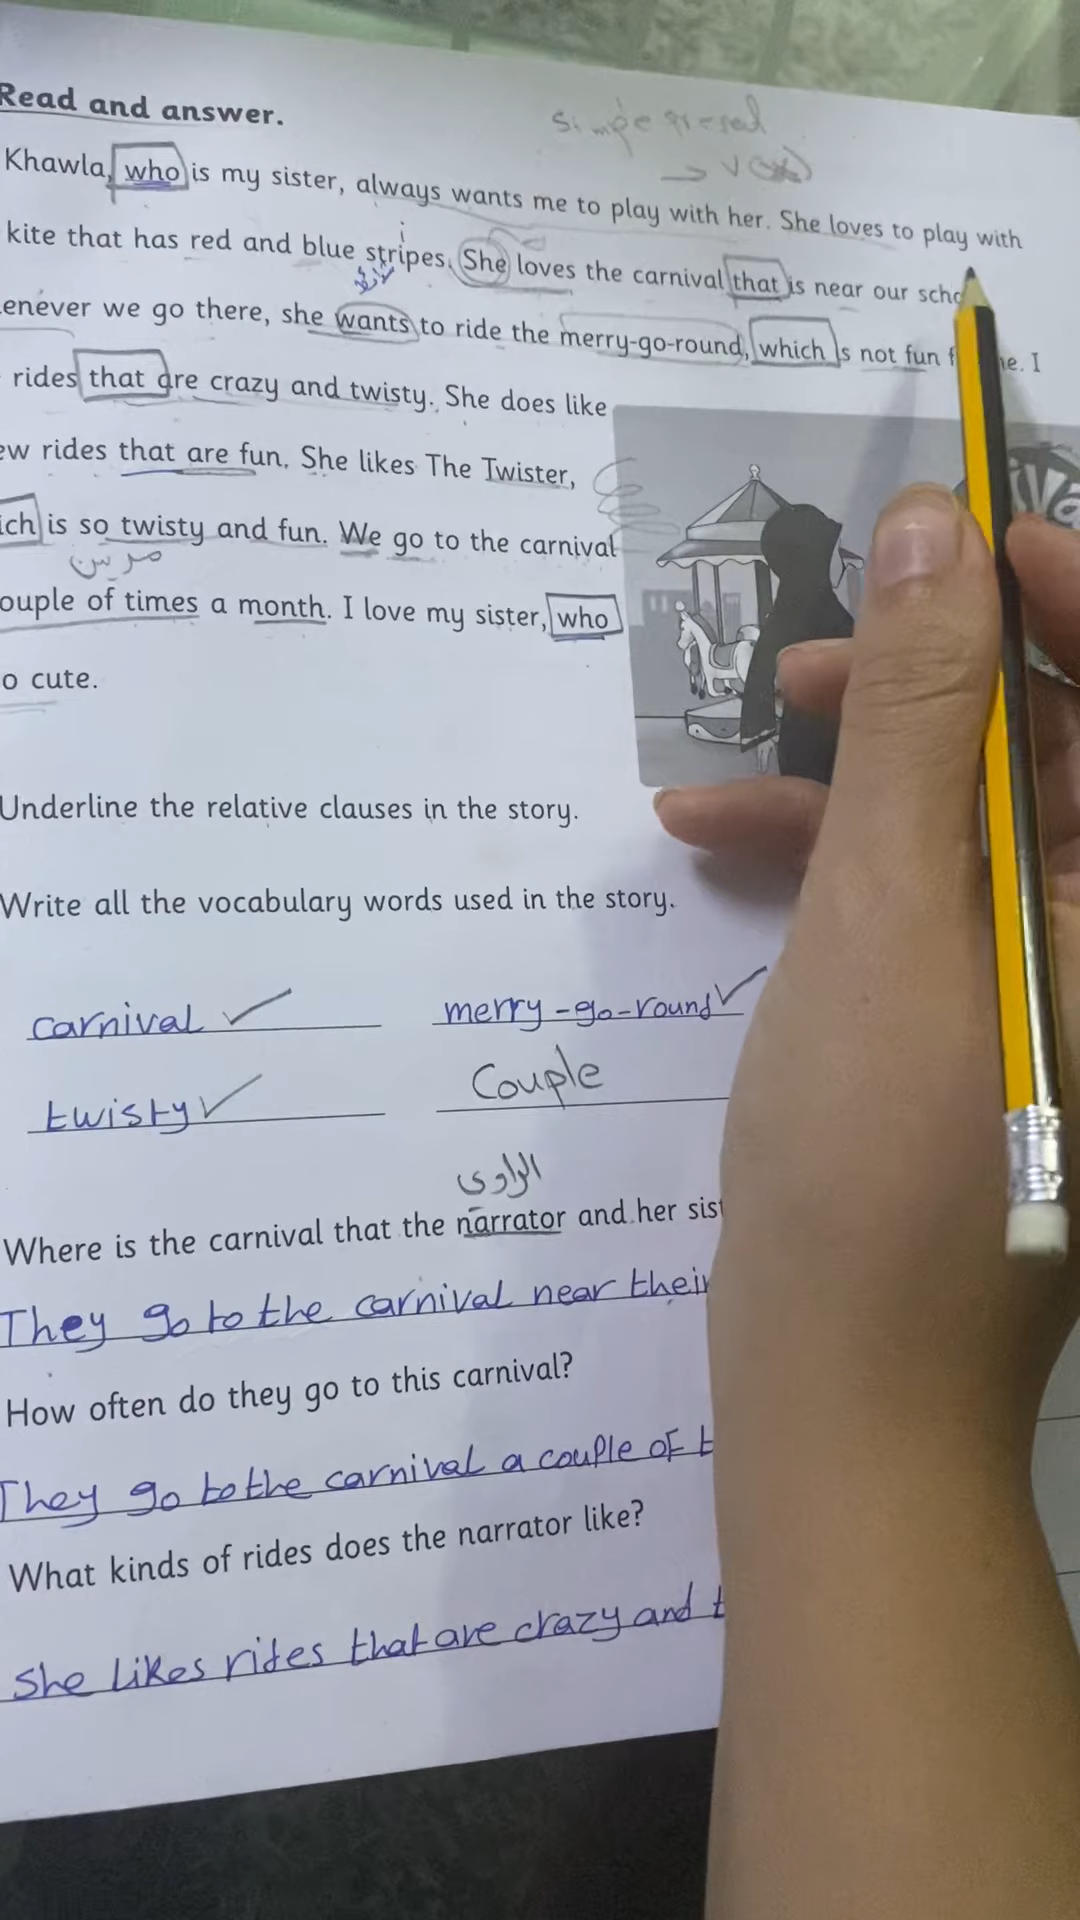 Read and answer.
simple
Khawla, who is my sister, always wants me to play with her. She loves to play with
kite that has red and blue stripes. She loves the carnival that is near our
we go there, she wants to ride the merry-go-round, which is not fun I
rides that are crazy and twisty. She does like
rides that are fun. She likes The Twister,
is so twisty and fun. We go to the carnival
of times a month. I love my sister, who
cute.
Underline the relative clauses in the story.
Write all the vocabulary words used in the story.
carnival ✓ merry-go-round ✓
twisty ✓ Couple
الراوي
Where is the carnival that the narrator and her
They go to the carnival near their
How often do they go to this carnival?
They go to the carnival a couple of
What kinds of rides does the narrator like?
She likes rides that are crazy and